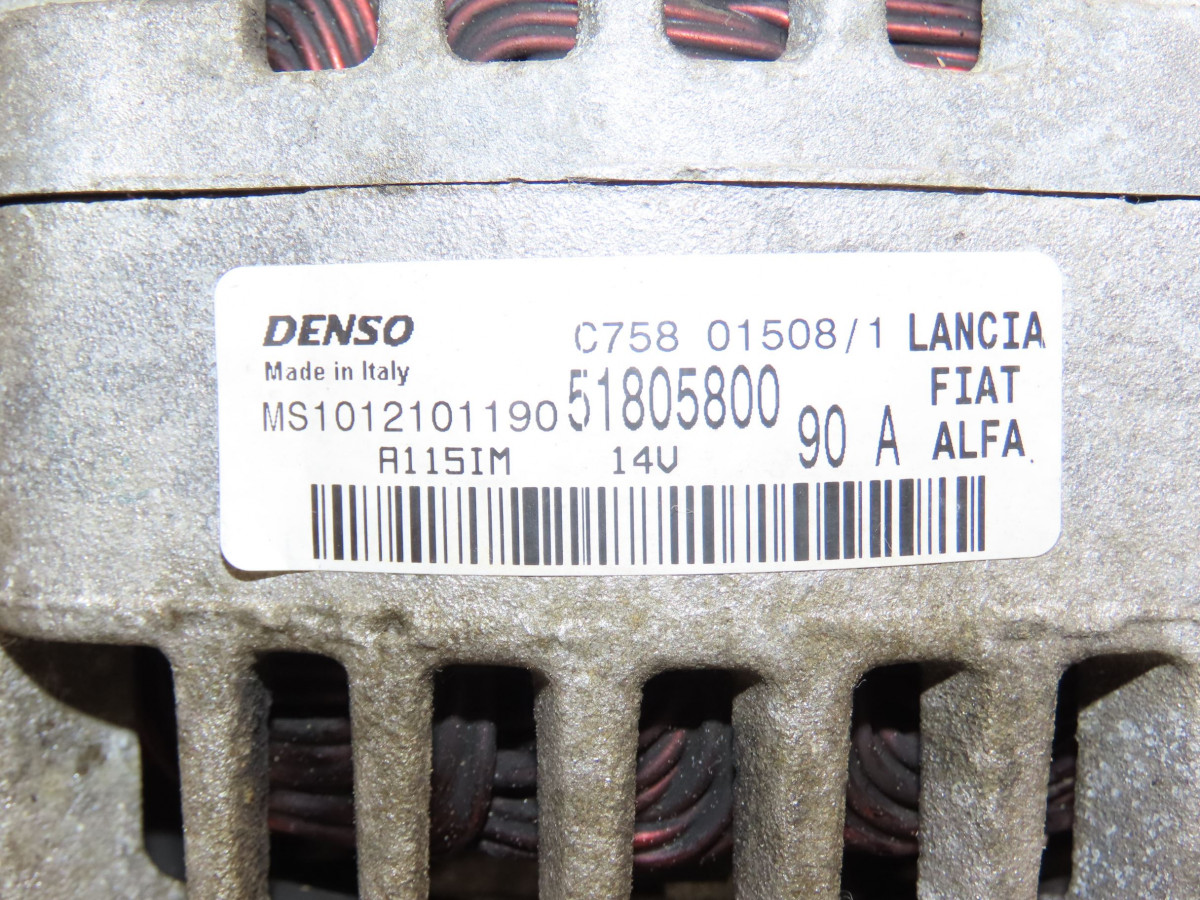 DENSO C758 01508/1 LANCIA
Made in Italy FIAT
MS1012101190 51805800 90 A ALFA
A115IM 14V